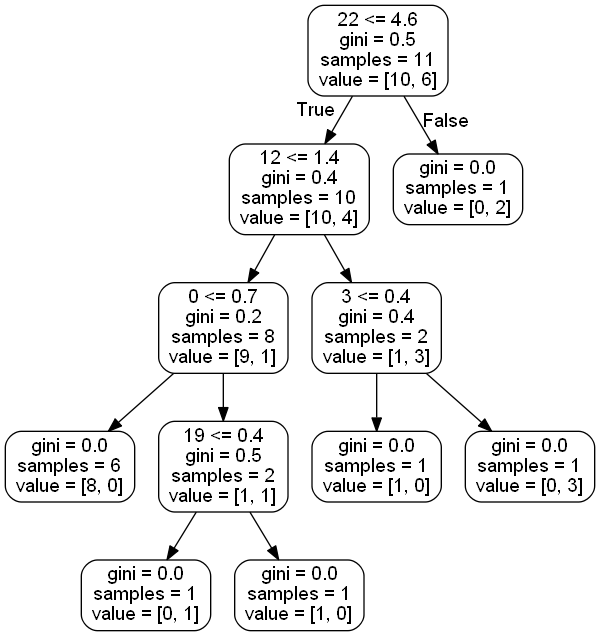 22 <= 4.6
gini = 0.5
samples = 11
value = [10, 6]
True
False
12 <= 1.4
gini = 0.4
samples = 10
value = [10, 4]
gini = 0.0
samples = 1
value = [0, 2]
0 <= 0.7
gini = 0.2
samples = 8
value = [9, 1]
3 <= 0.4
gini = 0.4
samples = 2
value = [1, 3]
gini = 0.0
samples = 6
value = [8, 0]
19 <= 0.4
gini = 0.5
samples = 2
value = [1, 1]
gini = 0.0
samples = 1
value = [1, 0]
gini = 0.0
samples = 1
value = [0, 3]
gini = 0.0
samples = 1
value = [0, 1]
gini = 0.0
samples = 1
value = [1, 0]